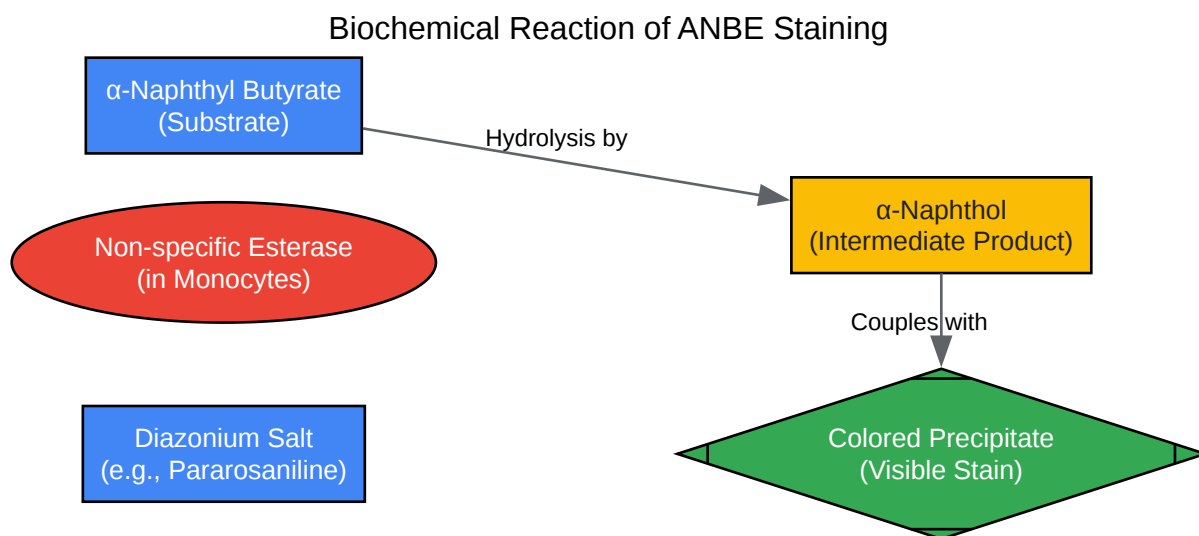 Biochemical Reaction of ANBE Staining
α-Naphthyl Butyrate
(Substrate)
Hydrolysis by
α-Naphthol
(Intermediate Product)
Non-specific Esterase
(in Monocytes)
Couples with
Diazonium Salt
(e.g., Pararosaniline)
Colored Precipitate
(Visible Stain)